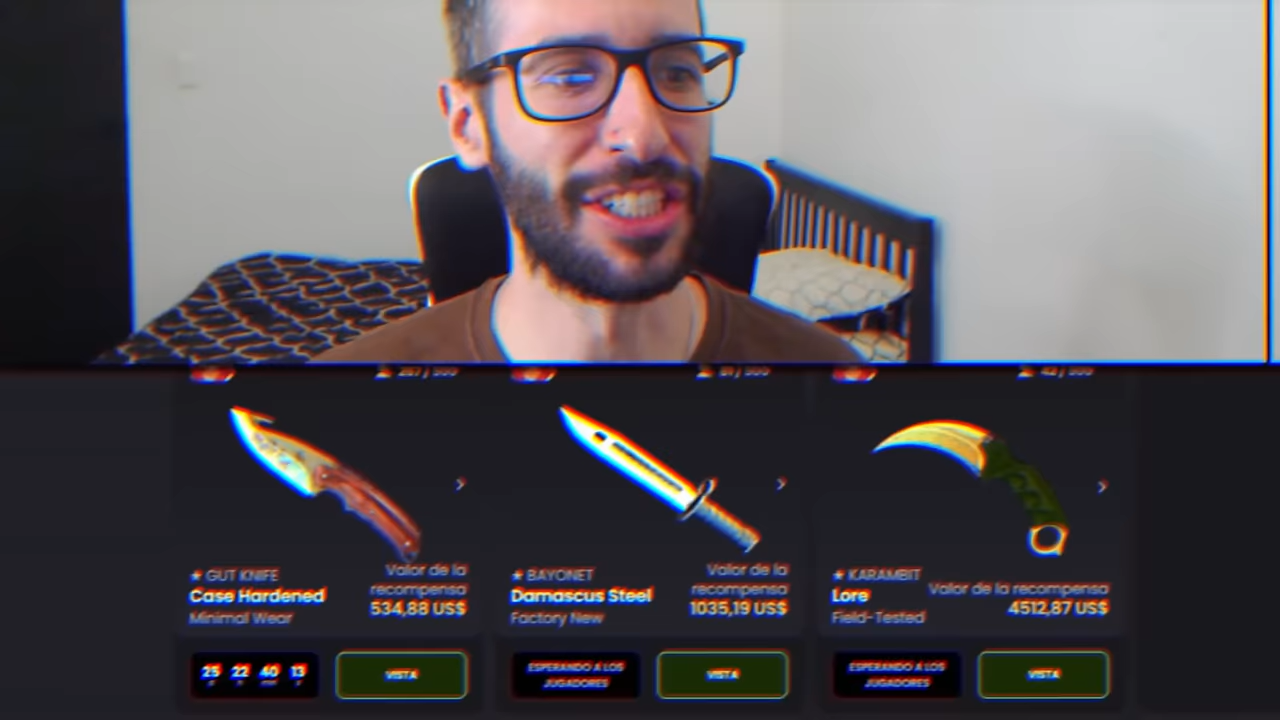 ★ GUT KNIFE
Case Hardened
Minimal Wear
Valor de la
recompensa
534,88 US$
25 22 40 13
VISTA
★ BAYONET
Damascus Steel
Factory New
Valor de la
recompensa
1035,19 US$
ESPERANDO A LOS
JUGADORES
VISTA
★ KARAMBIT
Lore
Field-Tested
Valor de la recompensa
4512,87 US$
ESPERANDO A LOS
JUGADORES
VISTA